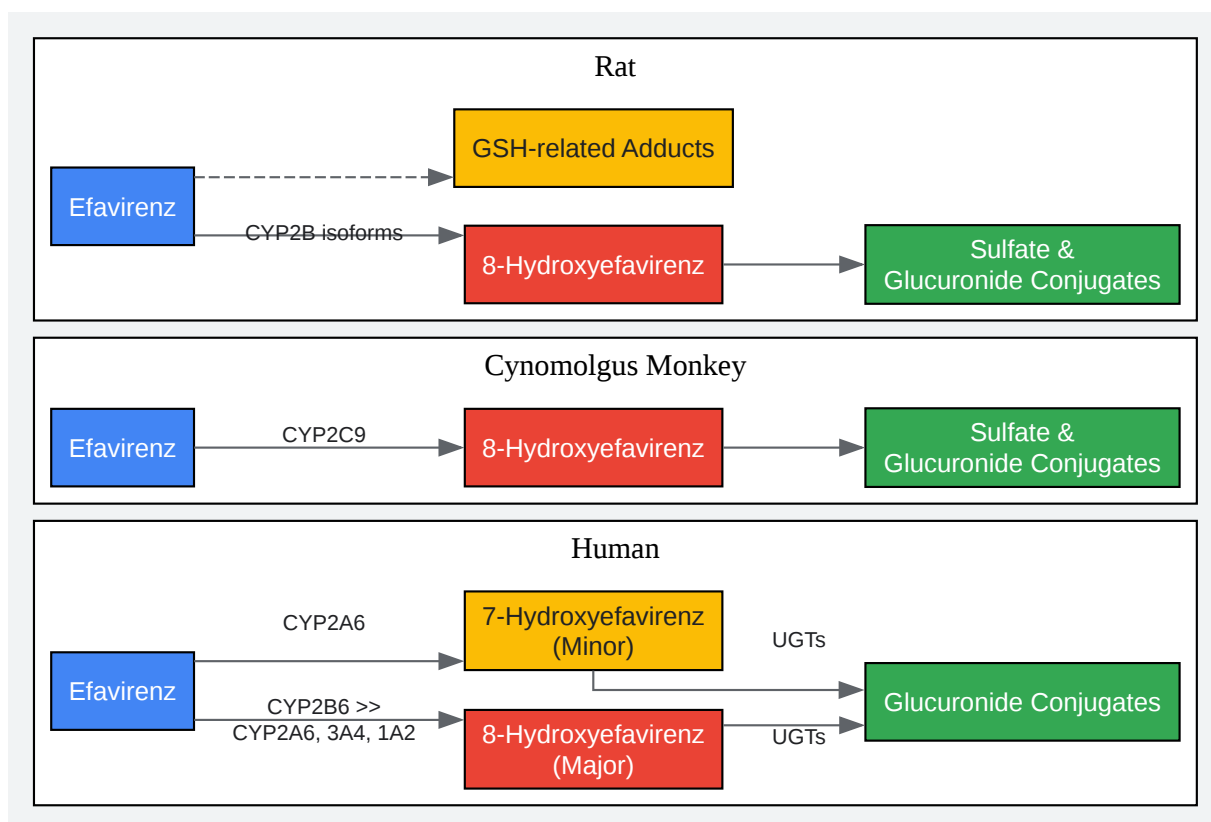 Rat
GSH-related Adducts
Efavirenz
CYP2B isoforms
8-Hydroxyefavirenz
Sulfate &
Glucuronide Conjugates
Cynomolgus Monkey
Efavirenz
CYP2C9
8-Hydroxyefavirenz
Sulfate &
Glucuronide Conjugates
Human
CYP2A6
7-Hydroxyefavirenz
(Minor)
UGTs
Efavirenz
CYP2B6 >>
CYP2A6, 3A4, 1A2
8-Hydroxyefavirenz
(Major)
UGTs
Glucuronide Conjugates